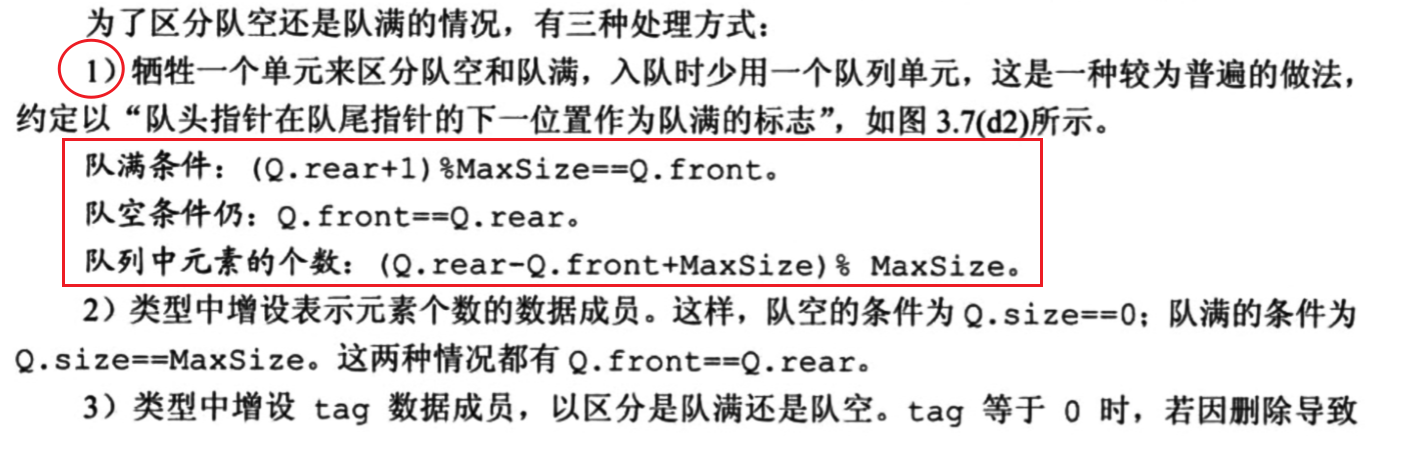 为了区分队空还是队满的情况，有三种处理方式：
1）牺牲一个单元来区分队空和队满，入队时少用一个队列单元，这是一种较为普遍的做法，
约定以“队头指针在队尾指针的下一位置作为队满的标志”，如图 3.7(d2)所示。
队满条件：(Q.rear+1)%MaxSize==Q.front。
队空条件仍：Q.front==Q.rear。
队列中元素的个数：(Q.rear-Q.front+MaxSize)% MaxSize。
2）类型中增设表示元素个数的数据成员。这样，队空的条件为 Q.size==0；队满的条件为
Q.size==MaxSize。这两种情况都有 Q.front==Q.rear。
3）类型中增设 tag 数据成员，以区分是队满还是队空。tag 等于 0 时，若因删除导致